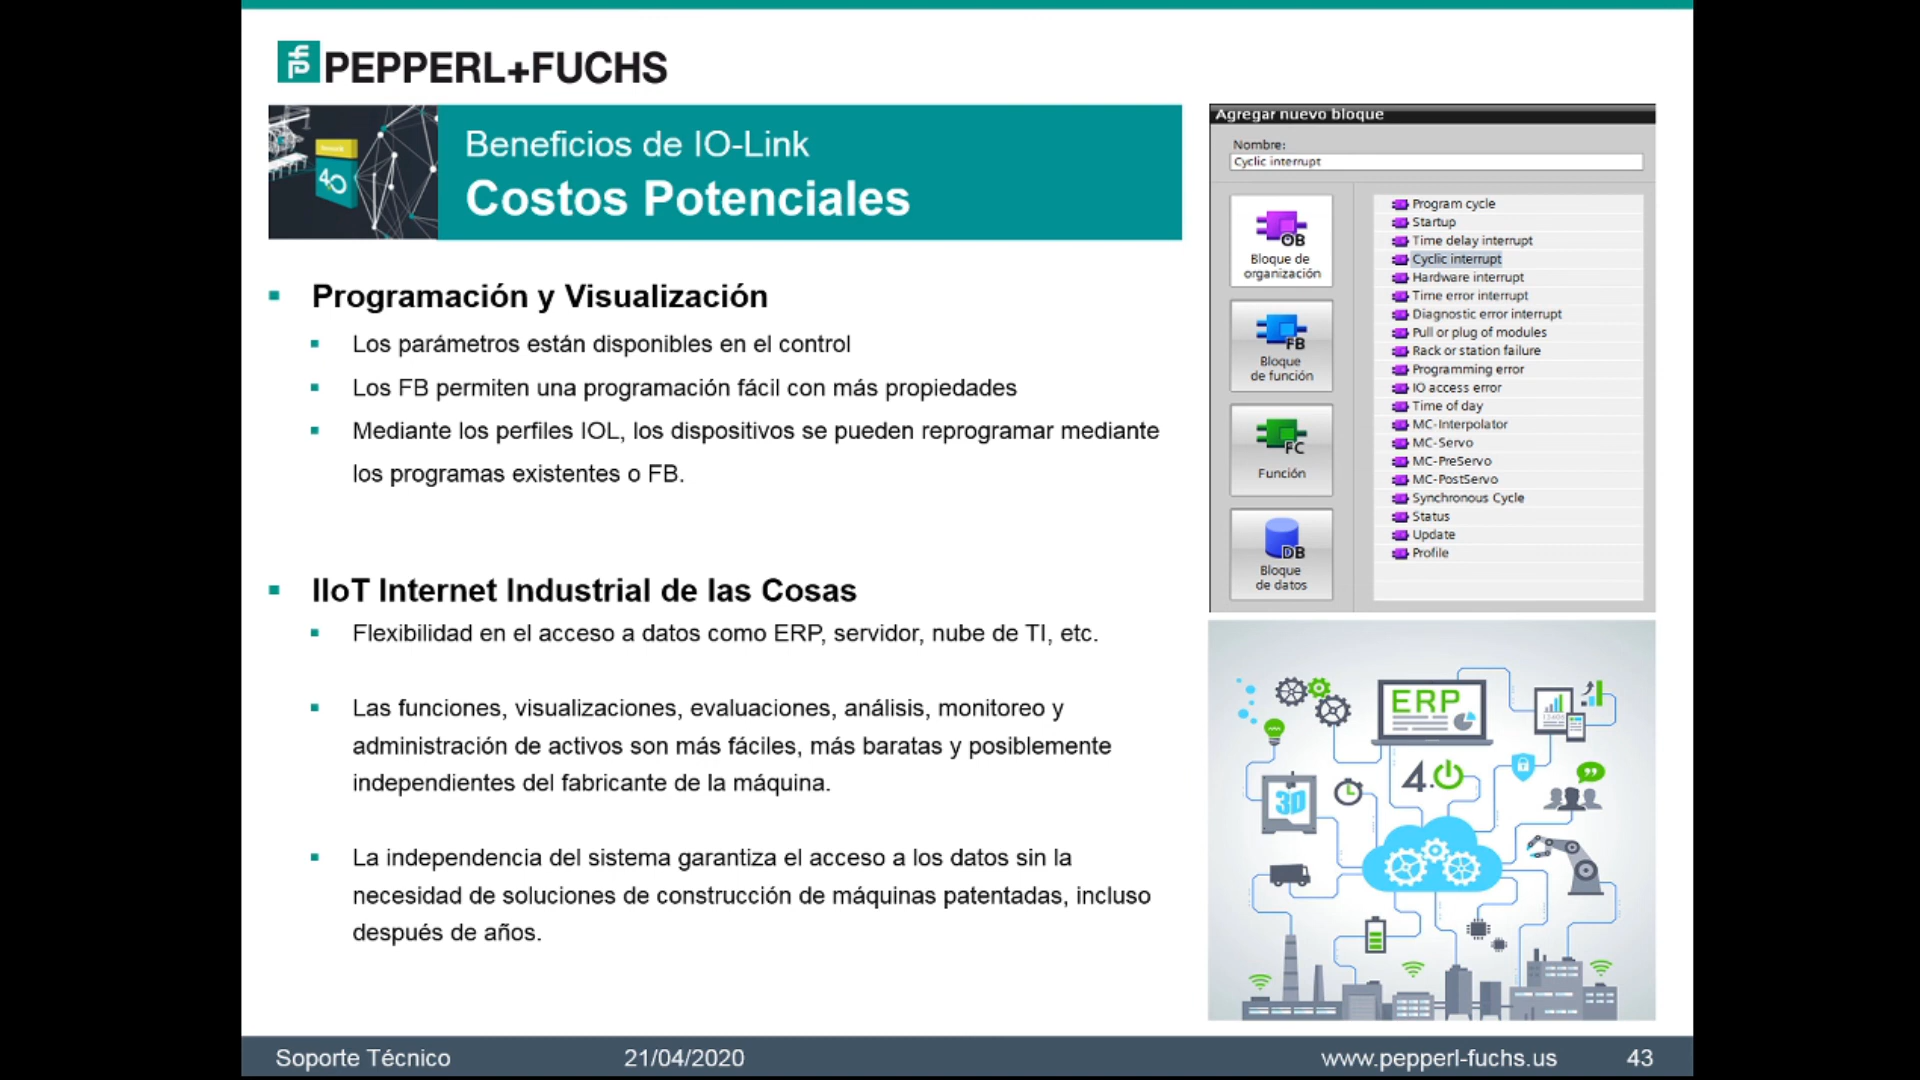 PEPPERL+FUCHS
Beneficios de IO-Link
Costos Potenciales
Programación y Visualización
Los parámetros están disponibles en el control
Los FB permiten una programación fácil con más propiedades
Mediante los perfiles IOL, los dispositivos se pueden reprogramar mediante
los programas existentes o FB.
IIoT Internet Industrial de las Cosas
Flexibilidad en el acceso a datos como ERP, servidor, nube de TI, etc.
Las funciones, visualizaciones, evaluaciones, análisis, monitoreo y
administración de activos son más fáciles, más baratas y posiblemente
independientes del fabricante de la máquina.
La independencia del sistema garantiza el acceso a los datos sin la
necesidad de soluciones de construcción de máquinas patentadas, incluso
después de años.
Agregar nuevo bloque
Nombre:
Cyclic interrupt
OB
Bloque de
organización
FB
Bloque
de función
FC
Función
DB
Bloque
de datos
Program cycle
Startup
Time delay interrupt
Cyclic interrupt
Hardware interrupt
Time error interrupt
Diagnostic error interrupt
Pull or plug of modules
Rack or station failure
Programming error
IO access error
Time of day
MC-Interpolator
MC-Servo
MC-PreServo
MC-PostServo
Synchronous Cycle
Status
Update
Profile
ERP
4.0
3D
Soporte Técnico
21/04/2020
www.pepperl-fuchs.us
43